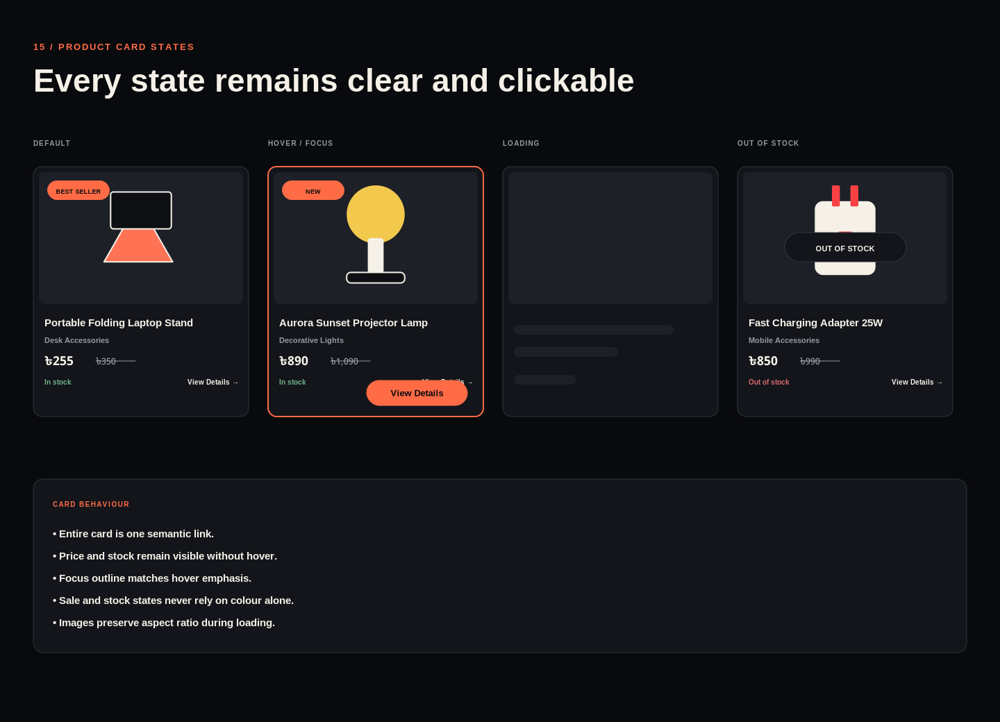 15 / PRODUCT CARD STATES
Every state remains clear and clickable
DEFAULT
BEST SELLER
Portable Folding Laptop Stand
Desk Accessories
৳255 ৳350
In stock View Details →
HOVER / FOCUS
NEW
Aurora Sunset Projector Lamp
Decorative Lights
৳890 ৳1,090
In stock View Details →
View Details
LOADING
OUT OF STOCK
OUT OF STOCK
Fast Charging Adapter 25W
Mobile Accessories
৳850 ৳990
Out of stock View Details →
CARD BEHAVIOUR
• Entire card is one semantic link.
• Price and stock remain visible without hover.
• Focus outline matches hover emphasis.
• Sale and stock states never rely on colour alone.
• Images preserve aspect ratio during loading.